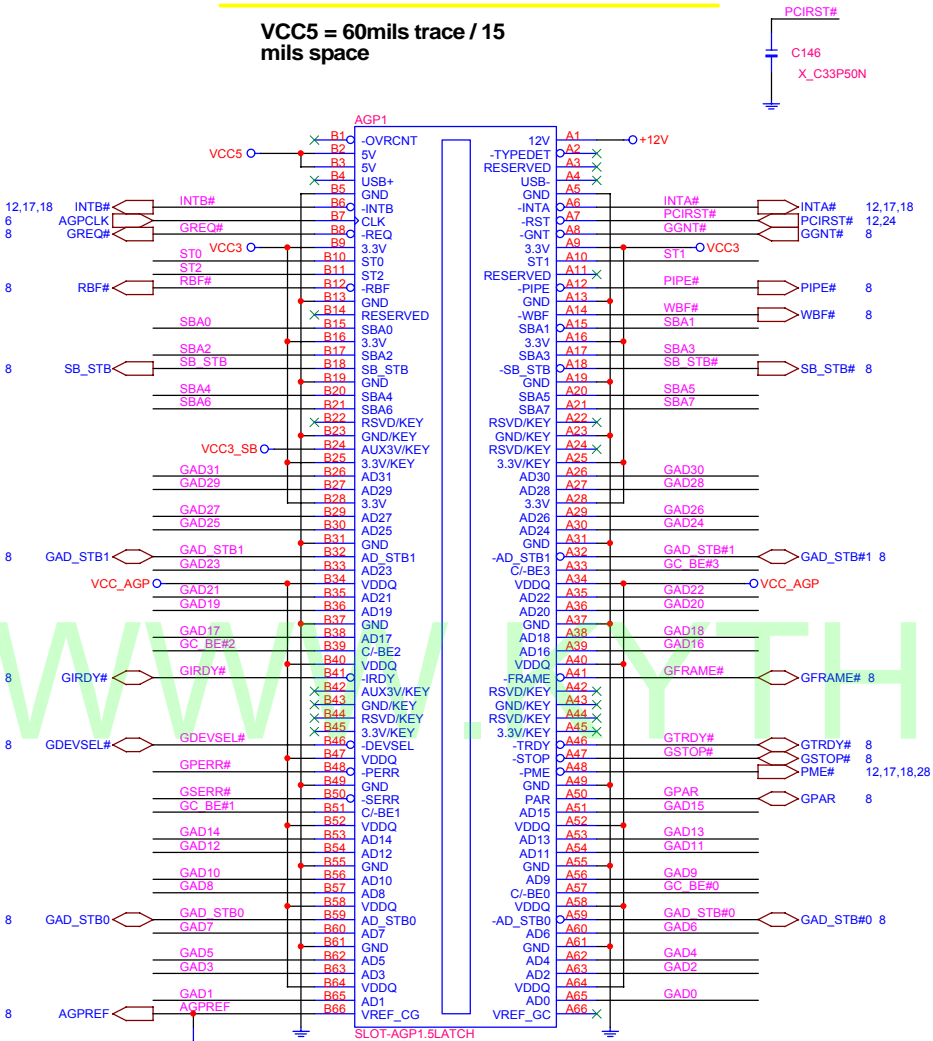 VCC5 = 60mils trace / 15
mils space
PCIRST#
C146
X_C33P50N
AGP1
VCC5 B1 -OVRCNT 12V A1 +12V
B2 5V -TYPEDET A2
B3 5V RESERVED A3
B4 USB+ USB- A4
B5 GND GND A5
12,17,18 INTB# INTB# B6 -INTB -INTA A6 INTA# INTA# 12,17,18
6 AGPCLK B7 CLK -RST A7 PCIRST# PCIRST# 12,24
8 GREQ# GREQ# B8 -REQ -GNT A8 GGNT# GGNT# 8
VCC3 B9 3.3V 3.3V A9 VCC3
ST0 B10 ST0 ST1 A10 ST1
ST2 B11 ST2 RESERVED A11
8 RBF# RBF# B12 -RBF -PIPE A12 PIPE# PIPE# 8
B13 GND GND A13
B14 RESERVED -WBF A14 WBF# WBF# 8
SBA0 B15 SBA0 SBA1 A15 SBA1
B16 3.3V 3.3V A16
SBA2 B17 SBA2 SBA3 A17 SBA3
8 SB_STB SB_STB B18 SB_STB -SB_STB A18 SB_STB# SB_STB# 8
B19 GND GND A19
SBA4 B20 SBA4 SBA5 A20 SBA5
SBA6 B21 SBA6 SBA7 A21 SBA7
B22 RSVD/KEY RSVD/KEY A22
B23 GND/KEY GND/KEY A23
VCC3_SB B24 AUX3V/KEY RSVD/KEY A24
B25 3.3V/KEY 3.3V/KEY A25
GAD31 B26 AD31 AD30 A26 GAD30
GAD29 B27 AD29 AD28 A27 GAD28
B28 3.3V 3.3V A28
GAD27 B29 AD27 AD26 A29 GAD26
GAD25 B30 AD25 AD24 A30 GAD24
B31 GND GND A31
8 GAD_STB1 GAD_STB1 B32 AD_STB1 -AD_STB1 A32 GAD_STB#1 GAD_STB#1 8
GAD23 B33 AD23 C/-BE3 A33 GC_BE#3
VCC_AGP B34 VDDQ VDDQ A34 VCC_AGP
GAD21 B35 AD21 AD22 A35 GAD22
GAD19 B36 AD19 AD20 A36 GAD20
B37 GND GND A37
GAD17 B38 AD17 AD18 A38 GAD18
GC_BE#2 B39 C/-BE2 AD16 A39 GAD16
B40 VDDQ VDDQ A40
8 GIRDY# GIRDY# B41 -IRDY -FRAME A41 GFRAME# GFRAME# 8
B42 AUX3V/KEY RSVD/KEY A42
B43 GND/KEY GND/KEY A43
B44 RSVD/KEY RSVD/KEY A44
B45 3.3V/KEY 3.3V/KEY A45
8 GDEVSEL# GDEVSEL# B46 -DEVSEL -TRDY A46 GTRDY# GTRDY# 8
B47 VDDQ -STOP A47 GSTOP# GSTOP# 8
GPERR# B48 -PERR -PME A48 PME# 12,17,18,28
B49 GND GND A49
GSERR# B50 -SERR PAR A50 GPAR GPAR 8
GC_BE#1 B51 C/-BE1 AD15 A51 GAD15
B52 VDDQ VDDQ A52
GAD14 B53 AD14 AD13 A53 GAD13
GAD12 B54 AD12 AD11 A54 GAD11
B55 GND GND A55
GAD10 B56 AD10 AD9 A56 GAD9
GAD8 B57 AD8 C/-BE0 A57 GC_BE#0
B58 VDDQ VDDQ A58
8 GAD_STB0 GAD_STB0 B59 AD_STB0 -AD_STB0 A59 GAD_STB#0 GAD_STB#0 8
GAD7 B60 AD7 AD6 A60 GAD6
B61 GND GND A61
GAD5 B62 AD5 AD4 A62 GAD4
GAD3 B63 AD3 AD2 A63 GAD2
B64 VDDQ VDDQ A64
GAD1 B65 AD1 AD0 A65 GAD0
8 AGPREF AGPREF B66 VREF_CG VREF_GC A66
SLOT-AGP1.5LATCH
WWW.KYTH